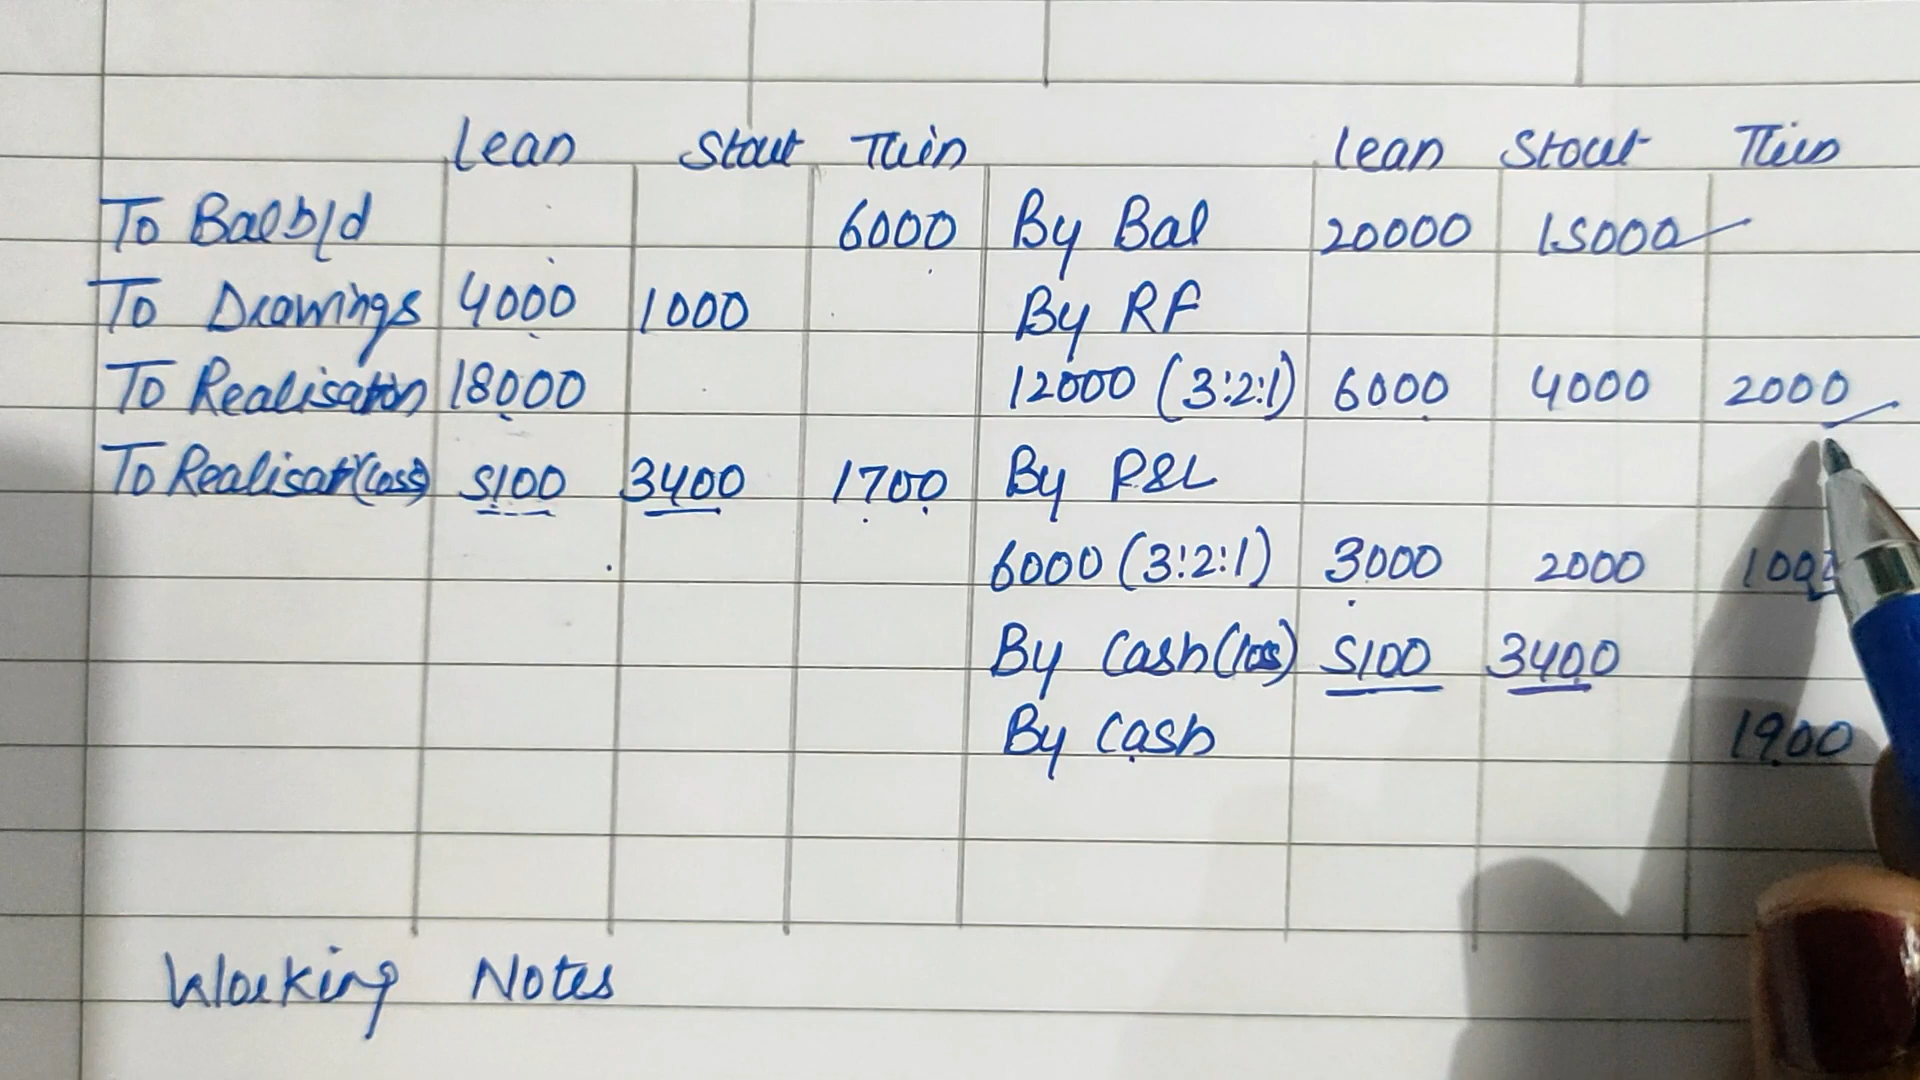 Lean Stout Thin Lean Stout Thin
To Bal b/d 6000 By Bal 20000 15000
To Drawings 4000 1000 By RF
To Realisation 18000 12000 (3:2:1) 6000 4000 2000
To Realisat (loss) 5100 3400 1700 By P&L
6000 (3:2:1) 3000 2000
By Cash (loss) 5100 3400
By Cash 1900
Working Notes